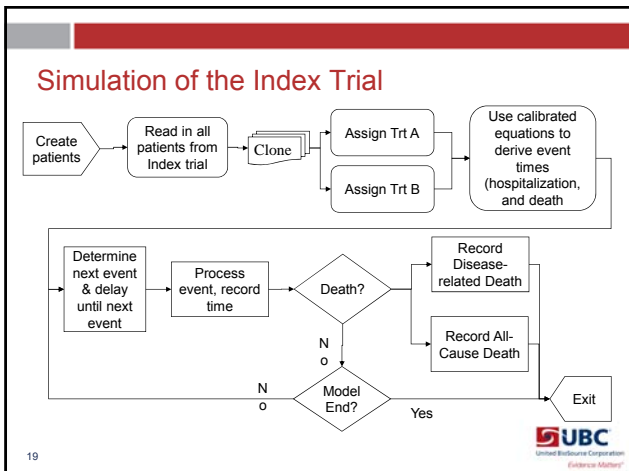 Simulation of the Index Trial
Create
patients
Read in all
patients from
Index trial
Clone
Assign Trt A
Assign Trt B
Use calibrated
equations to
derive event
times
(hospitalization,
and death
Determine
next event
& delay
until next
event
Process
event, record
time
Death?
Record
Disease-
related Death
Record All-
Cause Death
N
o
Model
End?
N
o
Yes
Exit
19
UBC
United BioSource Corporation
Evidence Matters